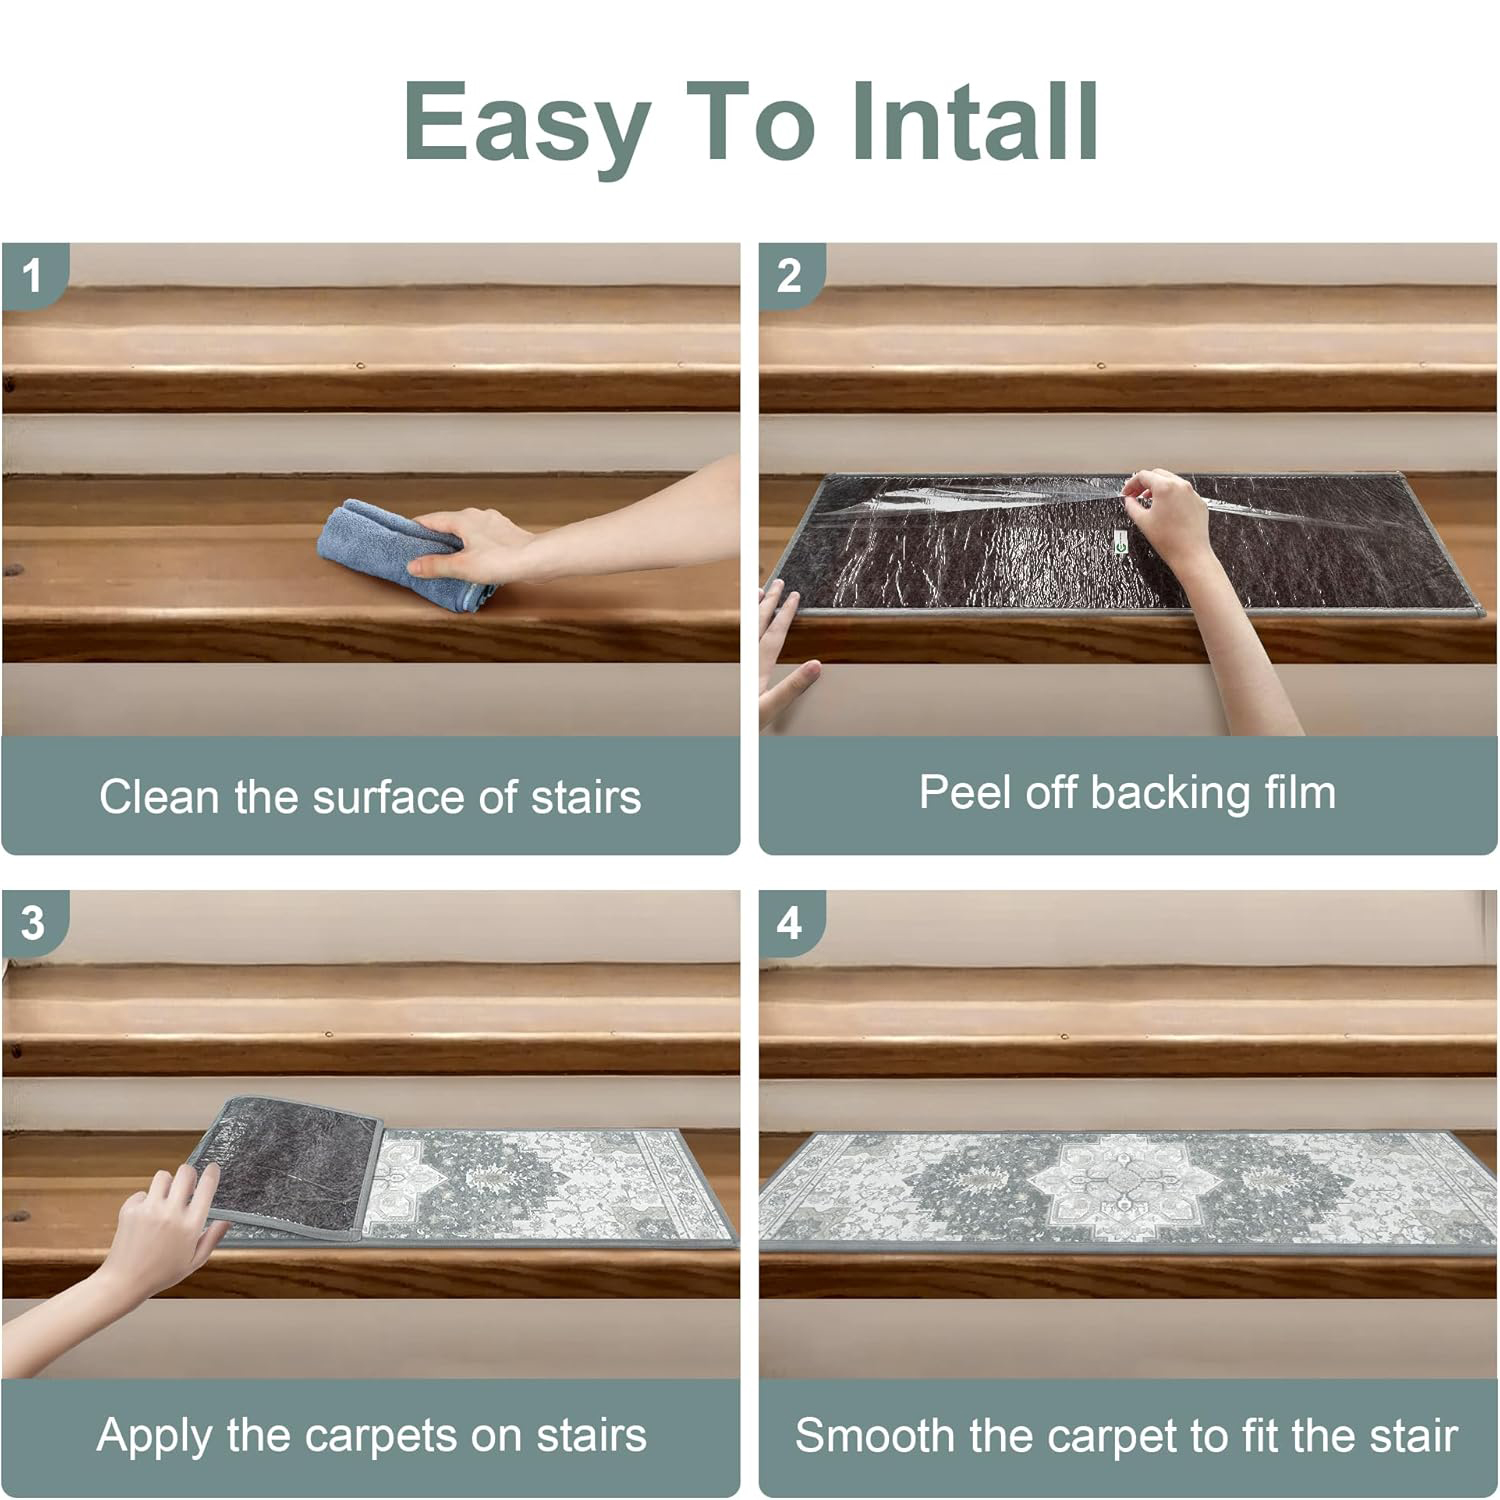 Easy To Intall
1
2
Clean the surface of stairs
Peel off backing film
3
4
Apply the carpets on stairs
Smooth the carpet to fit the stair